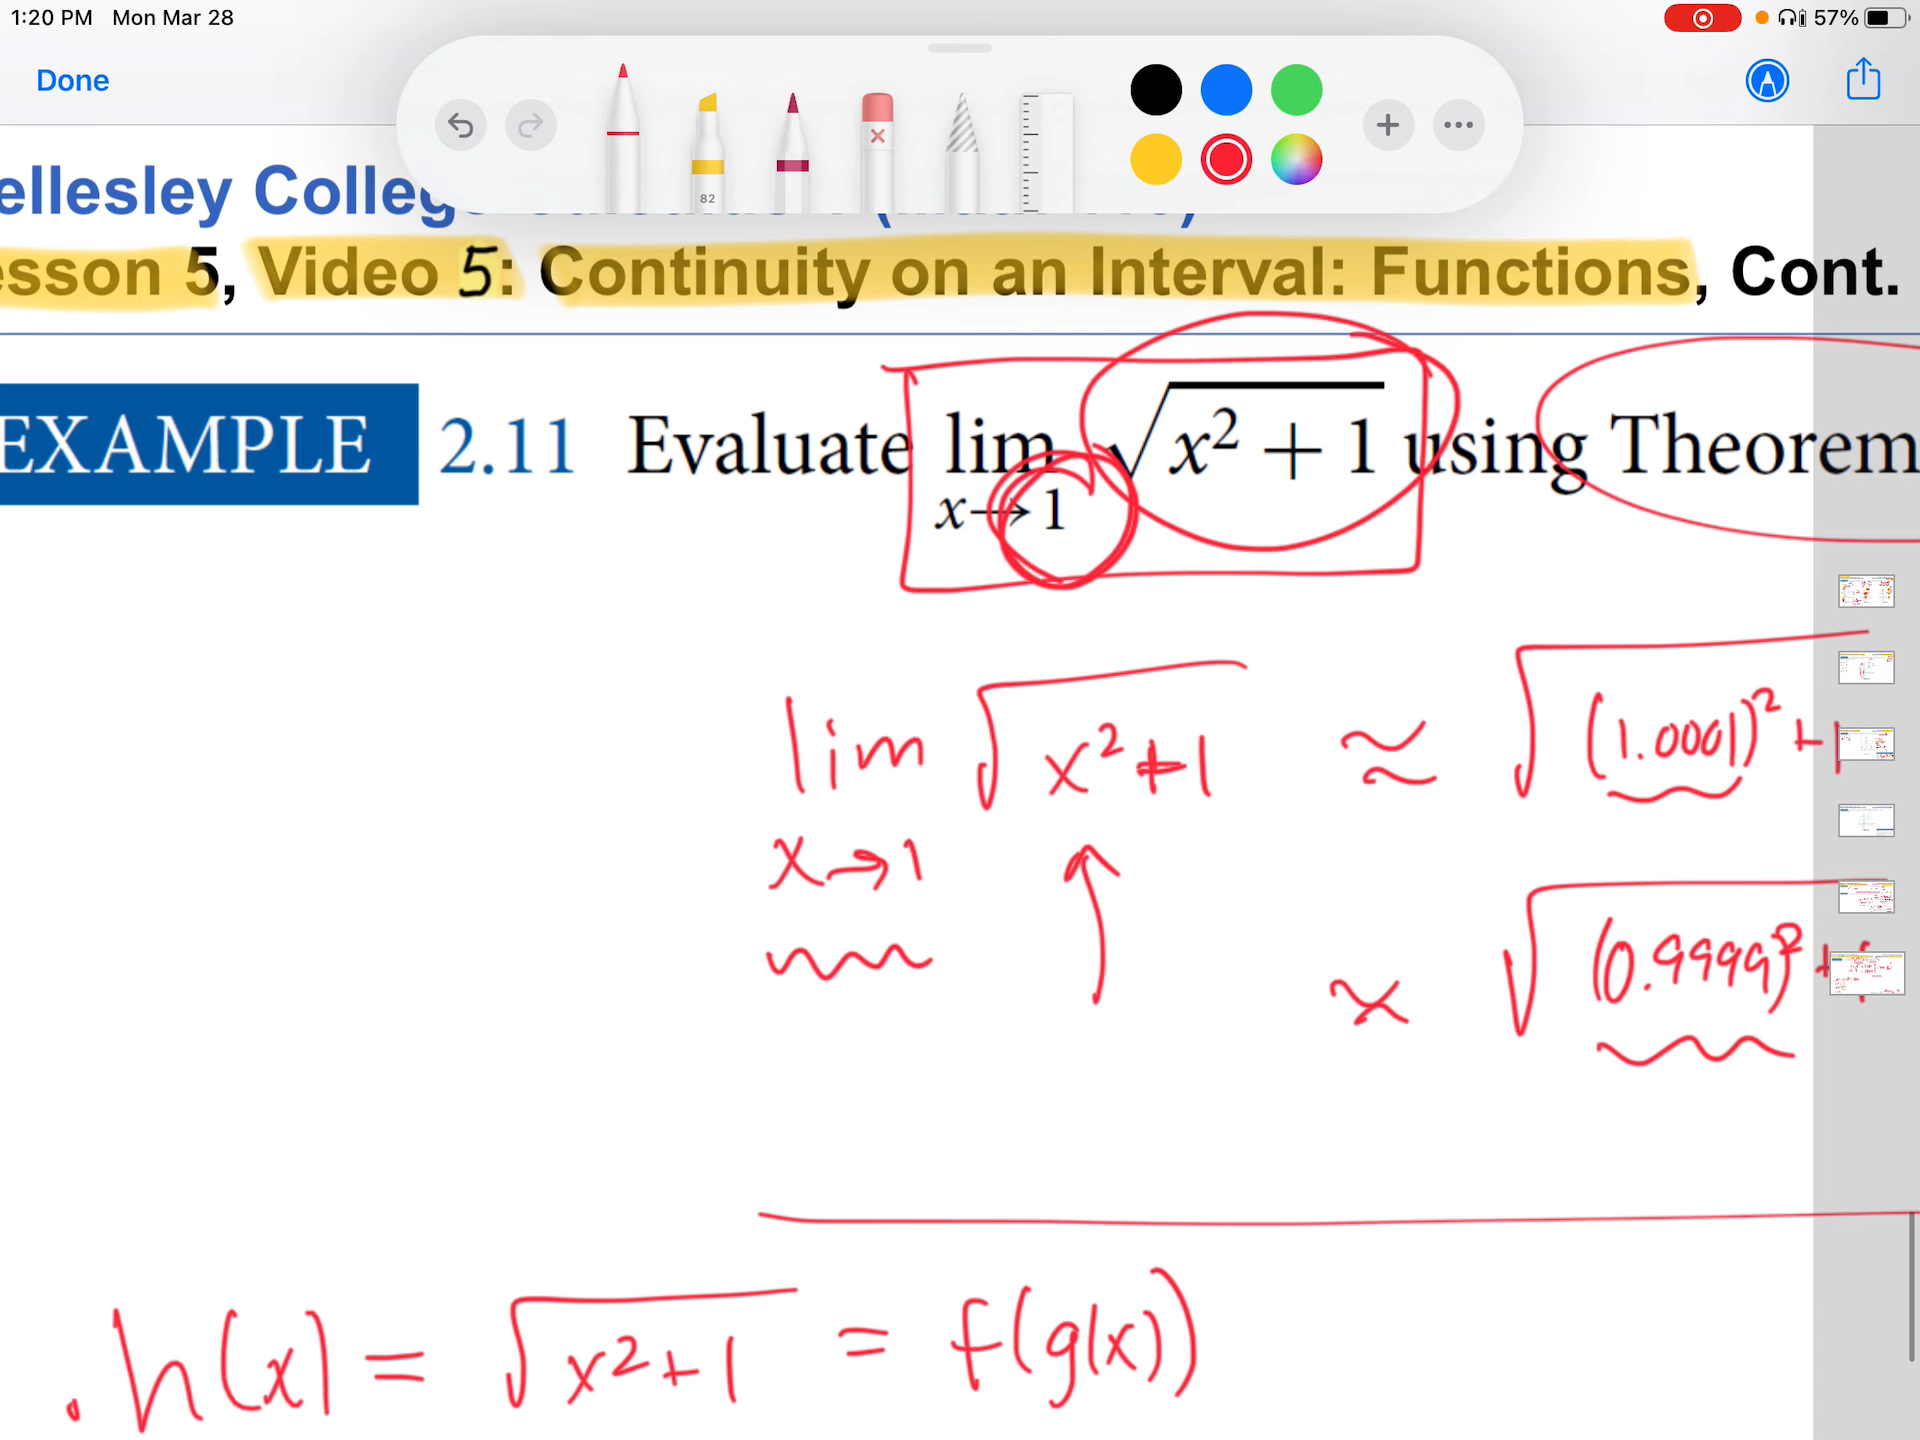 1:20 PM Mon Mar 28
57%
Done
82
ellesley Colleg
esson 5, Video 5: Continuity on an Interval: Functions, Cont.
EXAMPLE 2.11 Evaluate lim x→1 √x² + 1 using Theorem
lim x→1 √x²+1 ≈ √(1.0001)² + 1
≈ √(0.9999)² +
h(x) = √x²+1 = f(g(x))